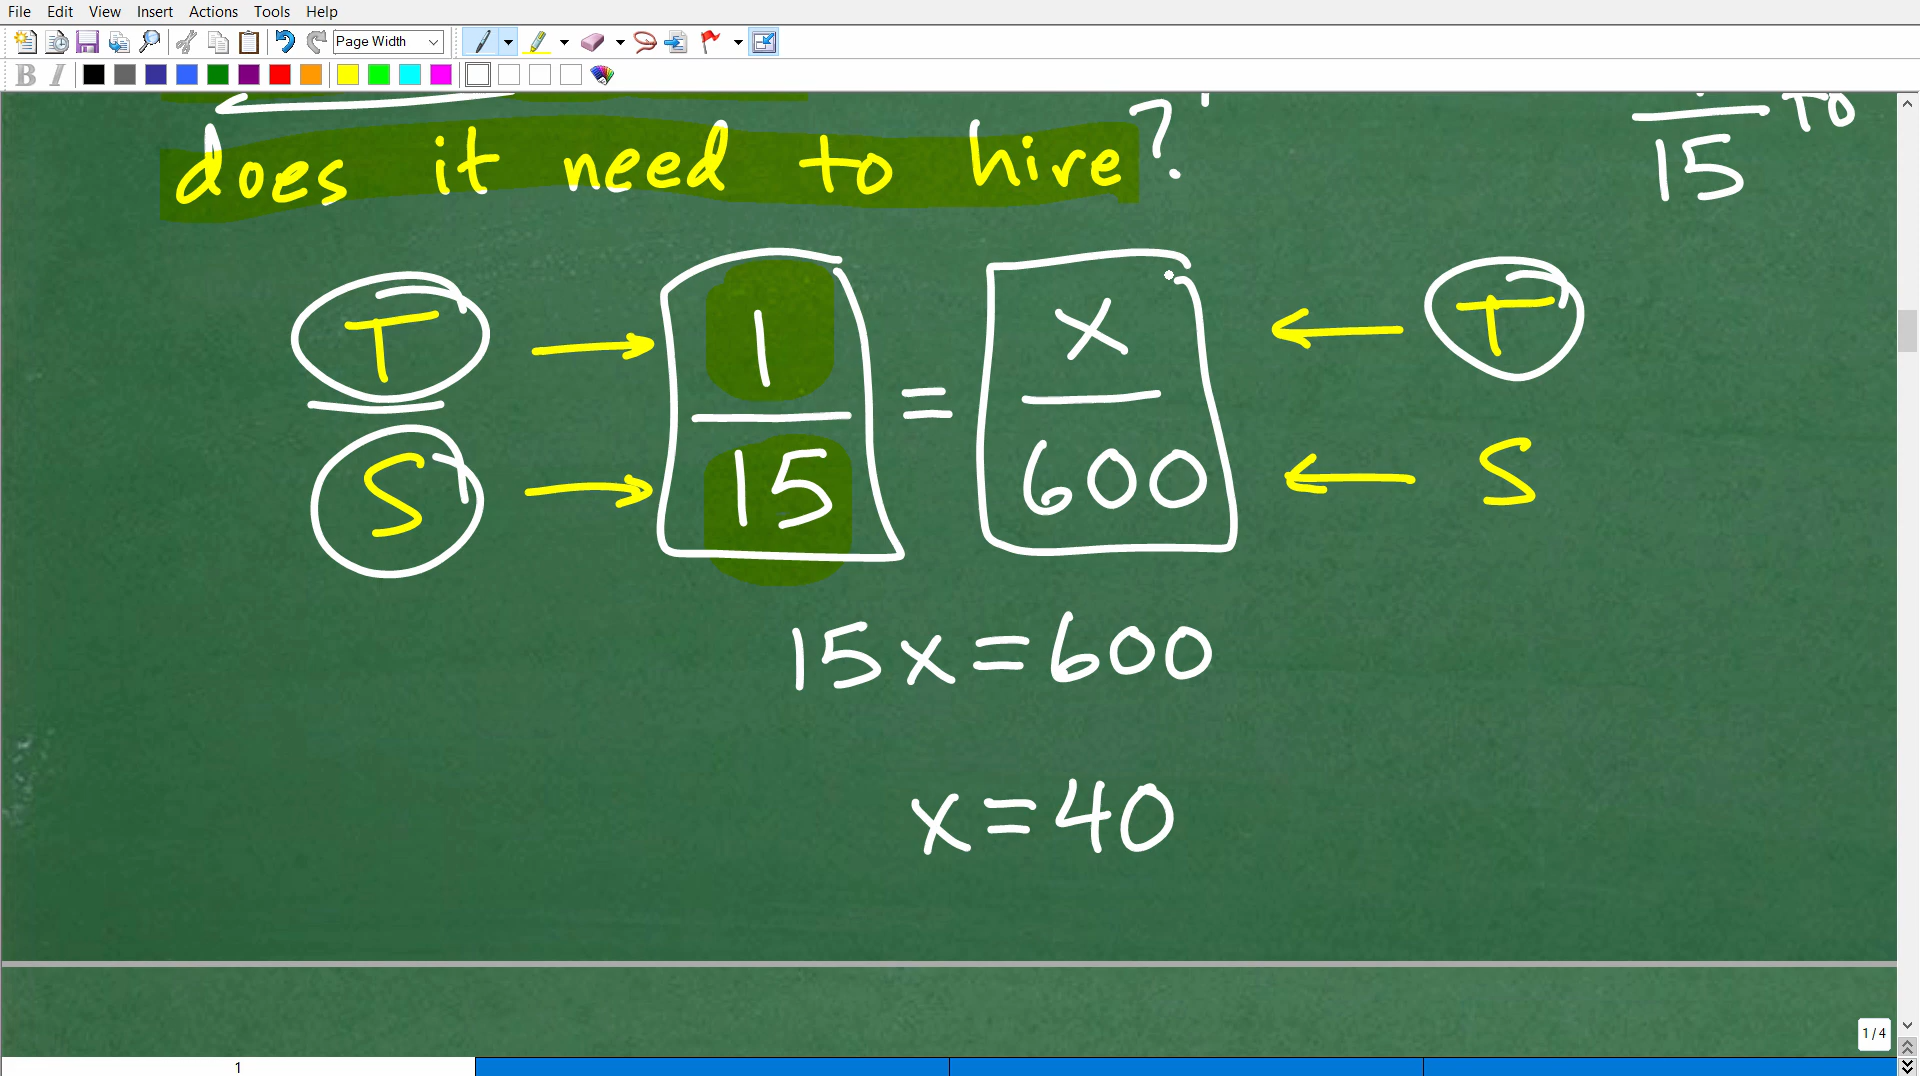 File Edit View Insert Actions Tools Help
Page Width
B I
does it need to hire?
15
to
T → 1 = x ← T
S → 15 600 ← S
15x=600
x=40
1 / 4
1